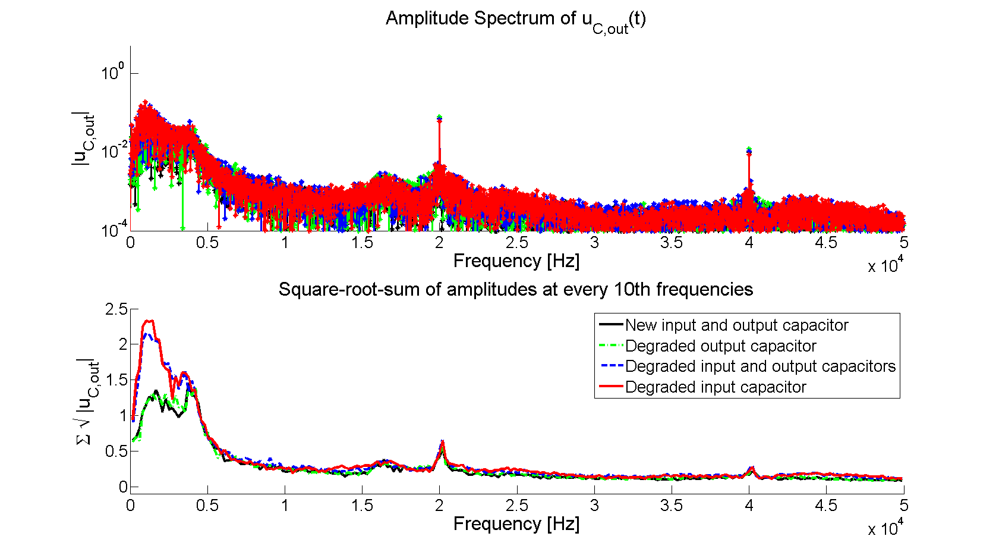 Amplitude Spectrum of u_C,out(t)
10^0
10^-2
10^-4
|u_C,out|
0 0.5 1 1.5 2 2.5 3 3.5 4 4.5 5
Frequency [Hz]
x 10^4
Square-root-sum of amplitudes at every 10th frequencies
2.5
2
1.5
1
0.5
0
Σ √ |u_C,out|
New input and output capacitor
Degraded output capacitor
Degraded input and output capacitors
Degraded input capacitor
0 0.5 1 1.5 2 2.5 3 3.5 4 4.5 5
Frequency [Hz]
x 10^4